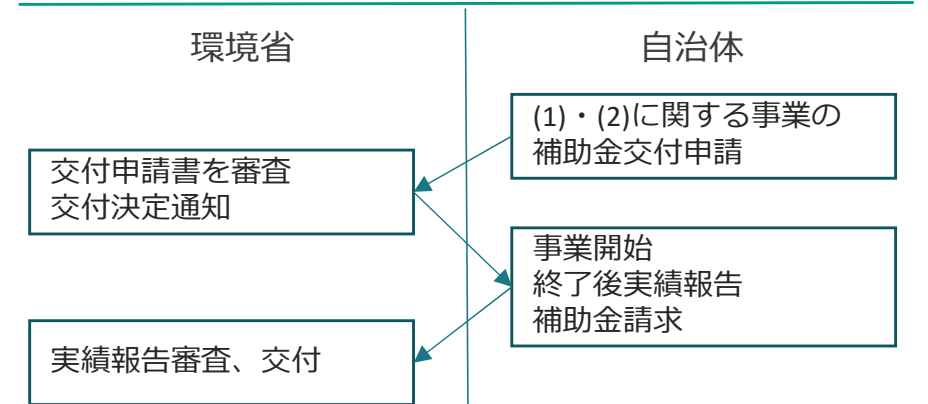 環境省
自治体
(1)・(2)に関する事業の
補助金交付申請
交付申請書を審査
交付決定通知
事業開始
終了後実績報告
補助金請求
実績報告審査、交付